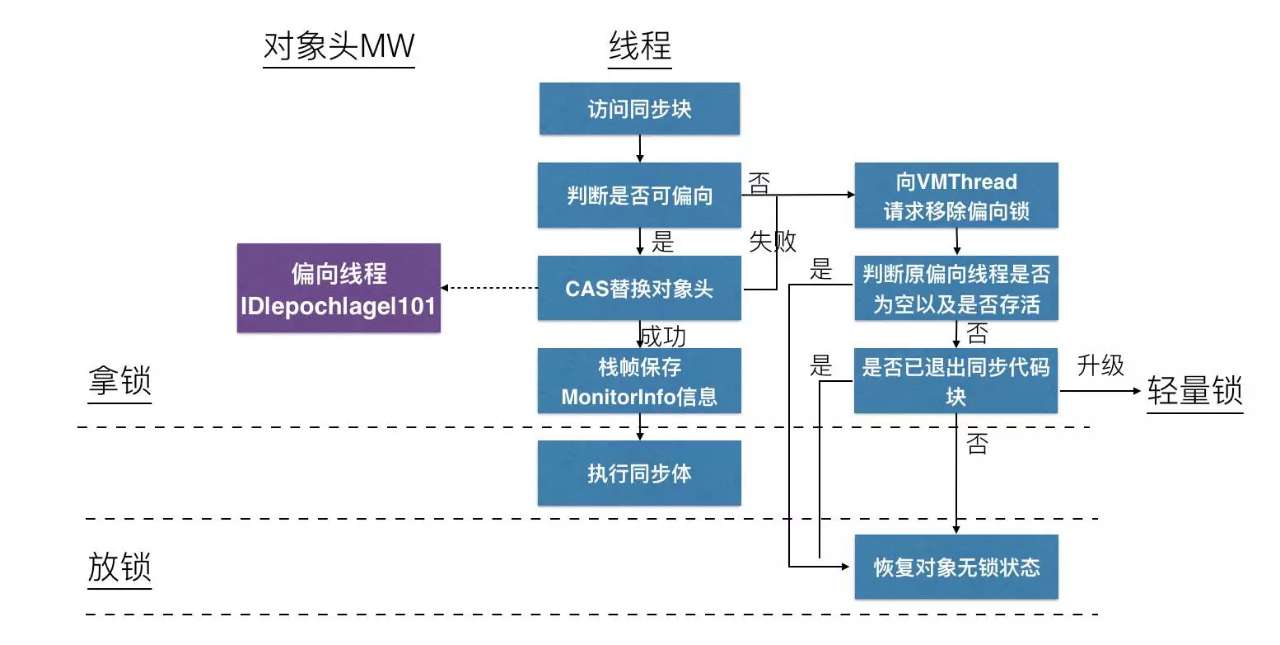 对象头MW
线程
访问同步块
判断是否可偏向
否
向VMThread
请求移除偏向锁
是
失败
偏向线程
IDlepochlagel101
CAS替换对象头
是
判断原偏向线程是否
为空以及是否存活
成功
否
拿锁
栈帧保存
MonitorInfo信息
是
是否已退出同步代码
块
升级
轻量锁
执行同步体
否
放锁
恢复对象无锁状态